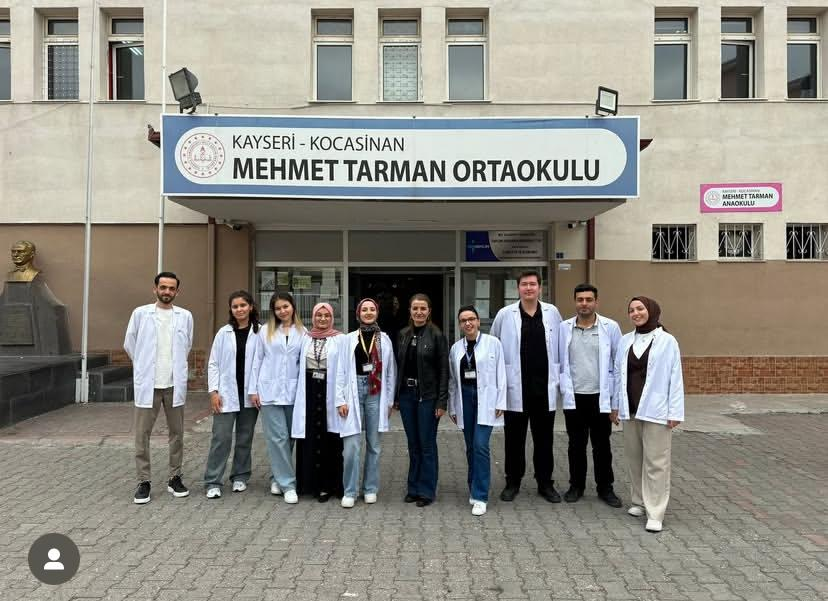 KAYSERİ - KOCASİNAN
MEHMET TARMAN ORTAOKULU
KAYSERİ - KOCASİNAN
MEHMET TARMAN
ANAOKULU